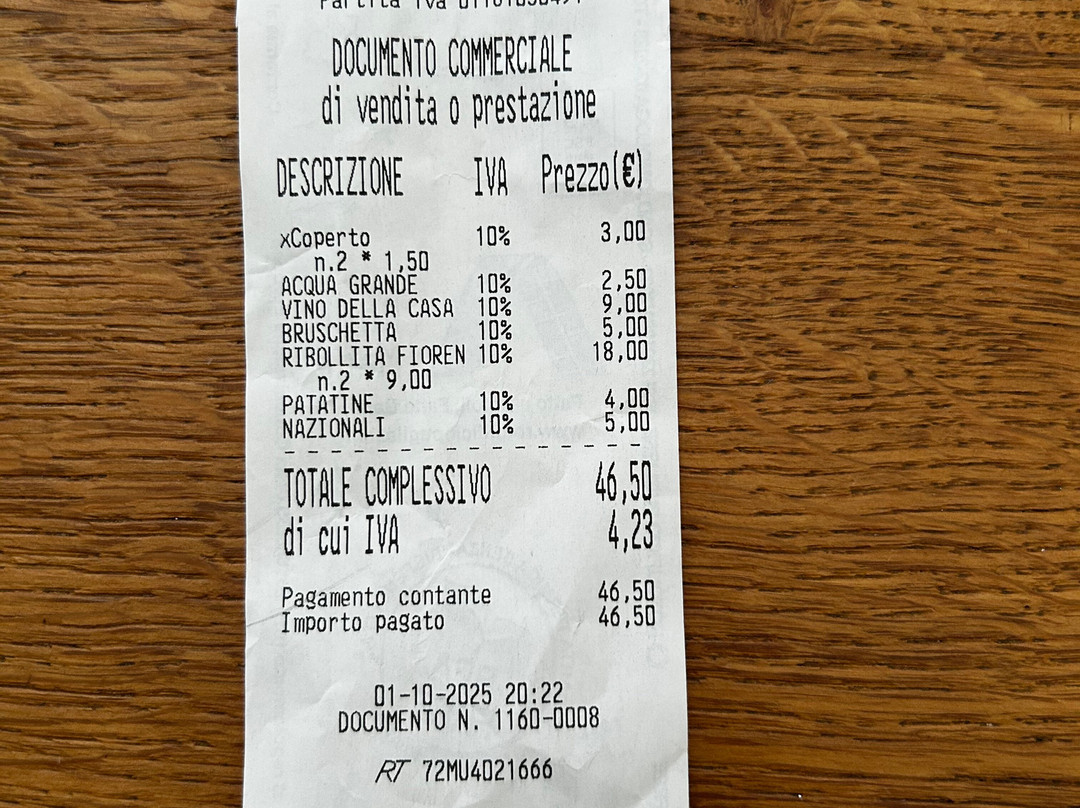 Partita Iva
DOCUMENTO COMMERCIALE
di vendita o prestazione
DESCRIZIONE IVA Prezzo(€)
xCoperto 10% 3,00
n.2 * 1,50
ACQUA GRANDE 10% 2,50
VINO DELLA CASA 10% 9,00
BRUSCHETTA 10% 5,00
RIBOLLITA FIOREN 10% 18,00
n.2 * 9,00
PATATINE 10% 4,00
NAZIONALI 10% 5,00
TOTALE COMPLESSIVO 46,50
di cui IVA 4,23
Pagamento contante 46,50
Importo pagato 46,50
01-10-2025 20:22
DOCUMENTO N. 1160-0008
RT 72MU4021666